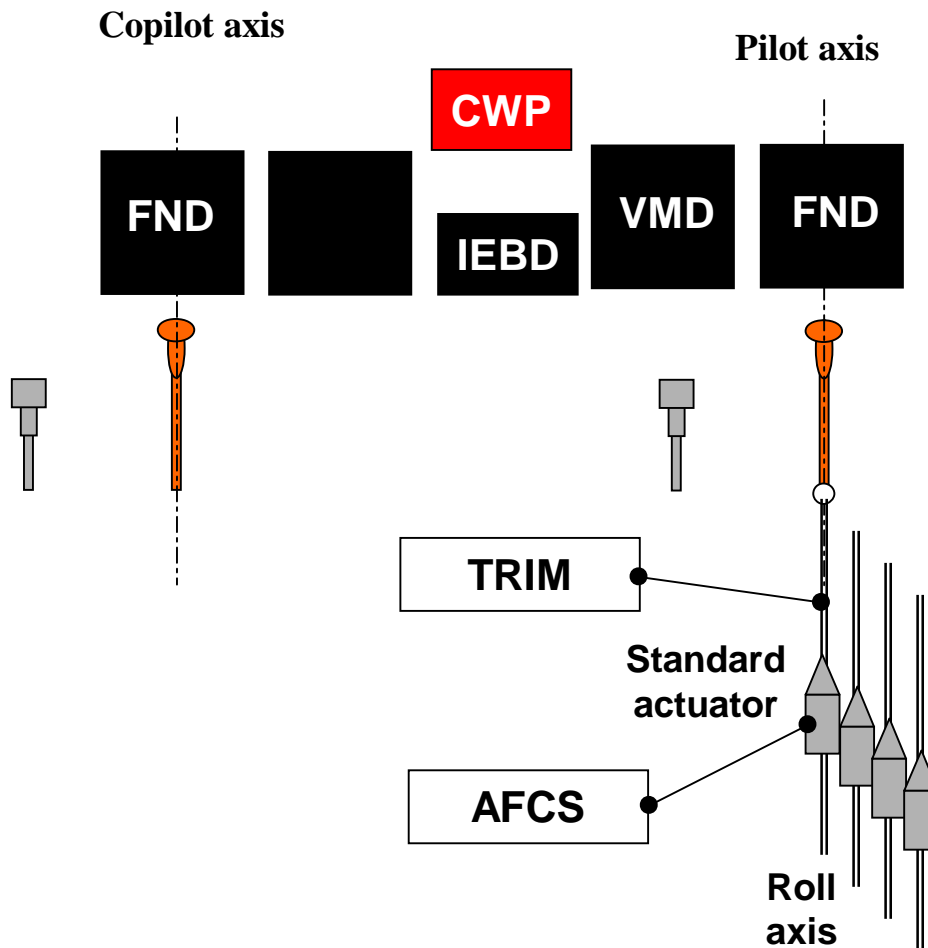 Copilot axis
Pilot axis
CWP
FND
VMD
FND
IEBD
TRIM
Standard
actuator
AFCS
Roll
axis